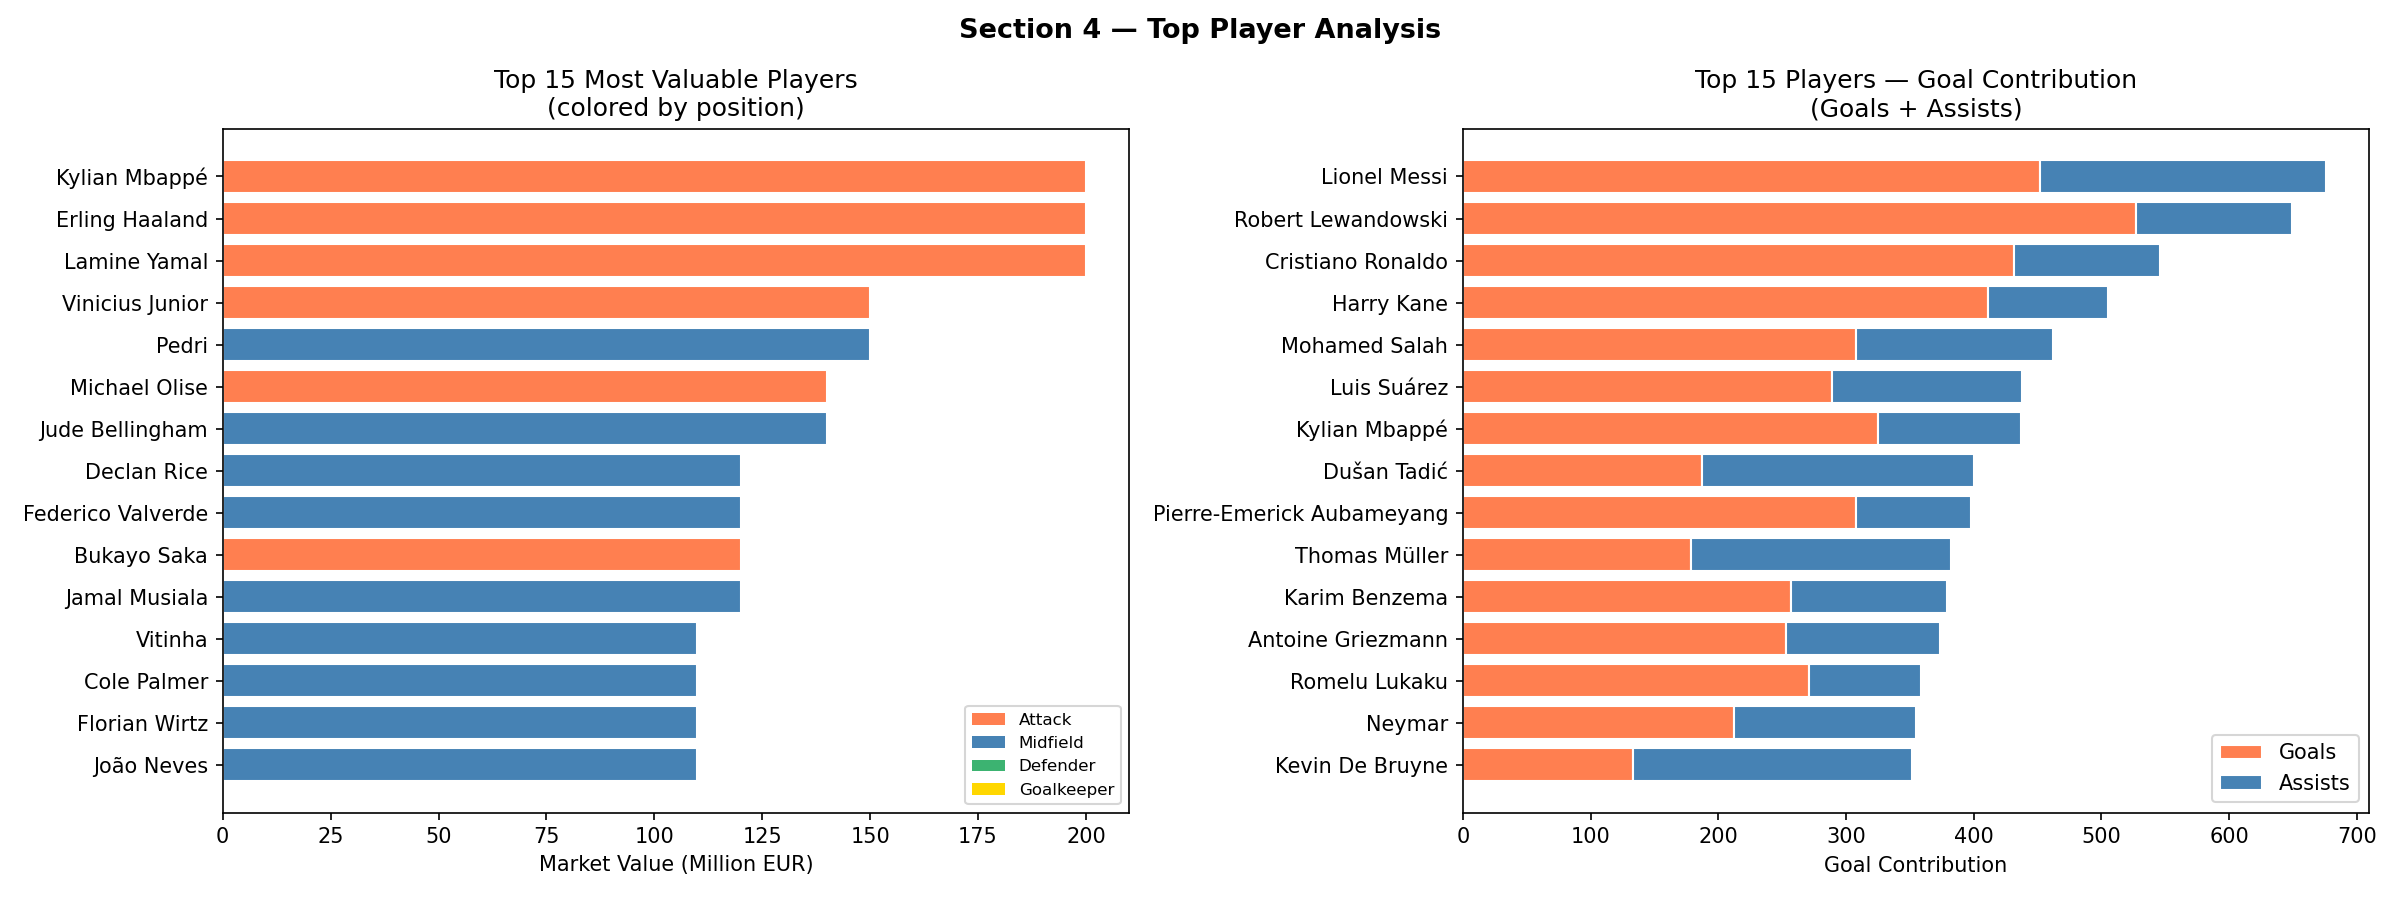 Section 4 — Top Player Analysis
Top 15 Most Valuable Players
(colored by position)
Kylian Mbappé
Erling Haaland
Lamine Yamal
Vinicius Junior
Pedri
Michael Olise
Jude Bellingham
Declan Rice
Federico Valverde
Bukayo Saka
Jamal Musiala
Vitinha
Cole Palmer
Florian Wirtz
João Neves
Attack
Midfield
Defender
Goalkeeper
0 25 50 75 100 125 150 175 200
Market Value (Million EUR)
Top 15 Players — Goal Contribution
(Goals + Assists)
Lionel Messi
Robert Lewandowski
Cristiano Ronaldo
Harry Kane
Mohamed Salah
Luis Suárez
Kylian Mbappé
Dušan Tadić
Pierre-Emerick Aubameyang
Thomas Müller
Karim Benzema
Antoine Griezmann
Romelu Lukaku
Neymar
Kevin De Bruyne
Goals
Assists
0 100 200 300 400 500 600 700
Goal Contribution